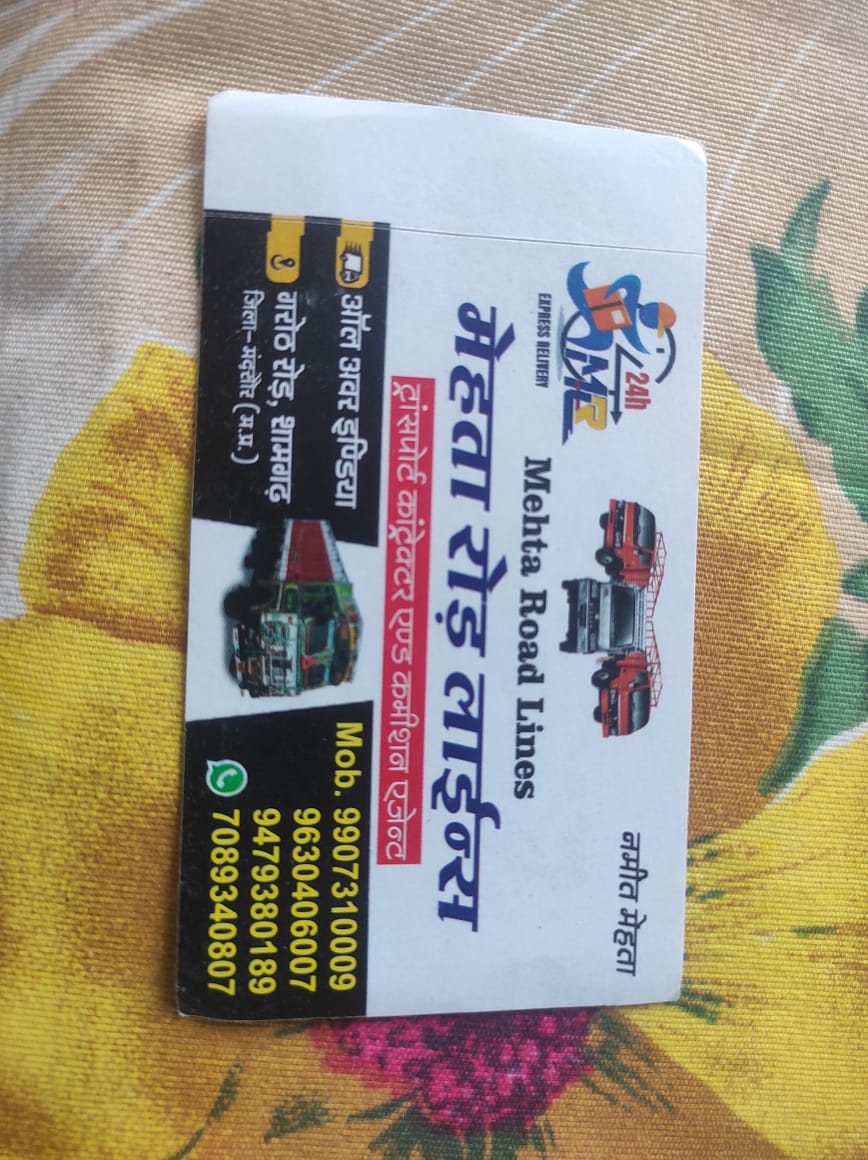 नमीत मेहता
24h
MR
EXPRESS DELIVERY
Mehta Road Lines
मेहता रोड़ लाईन्स
ट्रांसपोर्ट कांट्रेक्टर एण्ड कमीशन एजेन्ट
ऑल अवर इण्डिया
गरोठ रोड़, शामगढ़
जिला-मंदसौर (म.प्र.)
Mob. 9907310009
9630406007
9479380189
7089340807